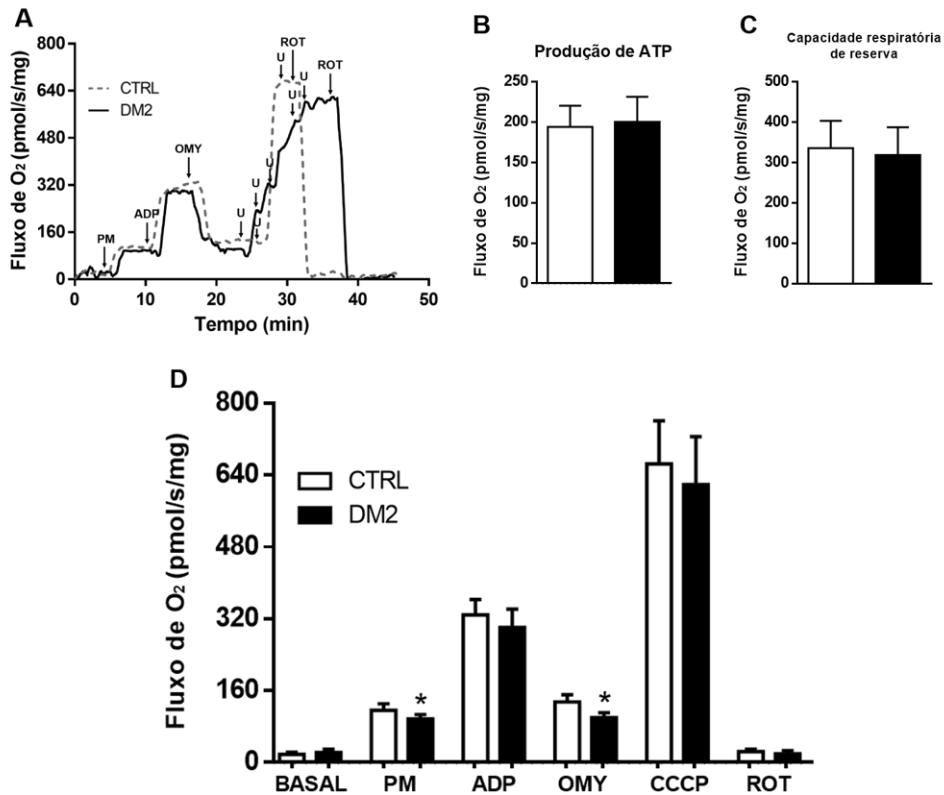 A
Fluxo de O₂ (pmol/s/mg)
800
640
480
320
160
0
CTRL
DM2
PM
ADP
OMY
U
U
U
U
U
ROT
U
U
ROT
0 10 20 30 40 50
Tempo (min)
B
Produção de ATP
Fluxo de O₂ (pmol/s/mg)
250
200
150
100
50
0
C
Capacidade respiratória
de reserva
Fluxo de O₂ (pmol/s/mg)
500
400
300
200
100
0
D
Fluxo de O₂ (pmol/s/mg)
800
640
480
320
160
0
CTRL
DM2
*
*
BASAL PM ADP OMY CCCP ROT